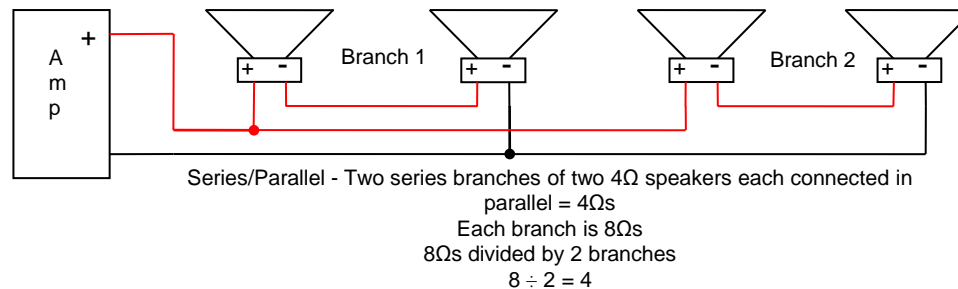 A
m
p
+
+ -
Branch 1
+ -
+ -
Branch 2
+ -
Series/Parallel - Two series branches of two 4Ω speakers each connected in
parallel = 4Ωs
Each branch is 8Ωs
8Ωs divided by 2 branches
8 ÷ 2 = 4